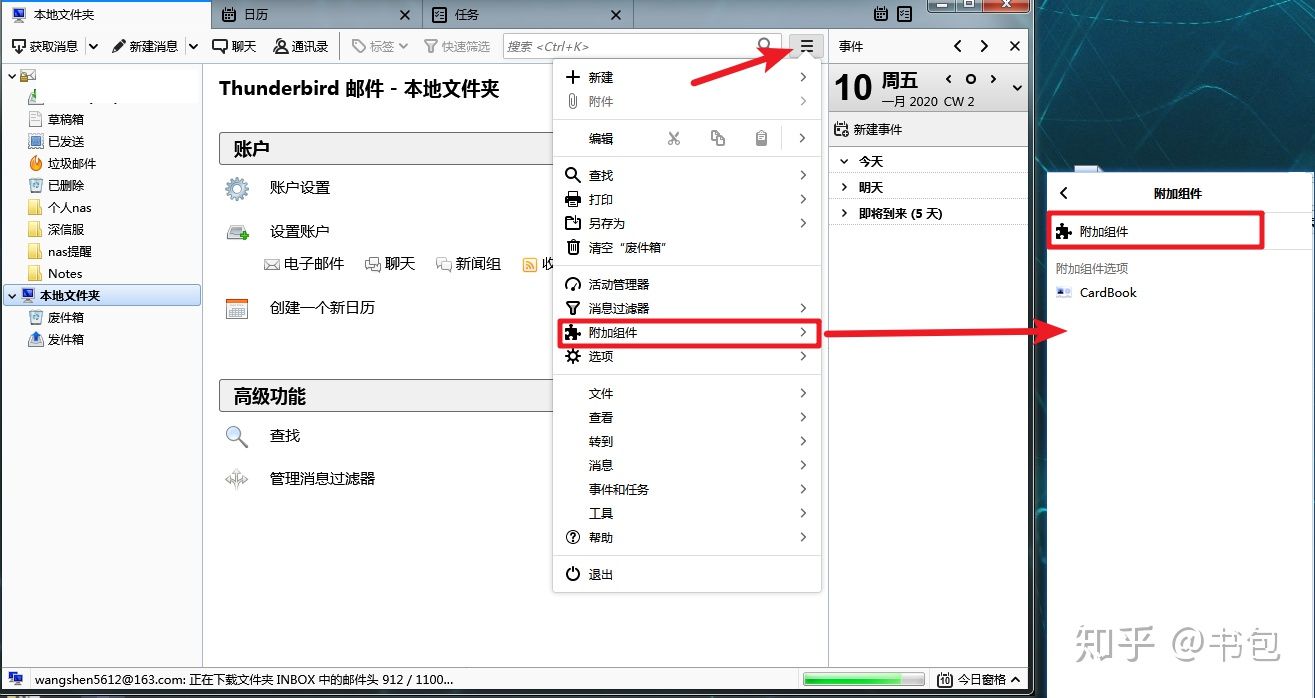 本地文件夹
日历
任务
获取消息
新建消息
聊天
通讯录
标签
快速筛选
搜索 <Ctrl+K>
草稿箱
已发送
垃圾邮件
已删除
个人nas
深信服
nas提醒
Notes
本地文件夹
废件箱
发件箱
Thunderbird 邮件 - 本地文件夹
账户
账户设置
设置账户
电子邮件
聊天
新闻组
收
创建一个新日历
高级功能
查找
管理消息过滤器
新建
附件
编辑
查找
打印
另存为
清空“废件箱”
活动管理器
消息过滤器
附加组件
选项
文件
查看
转到
消息
事件和任务
工具
帮助
退出
事件
10
周五
一月 2020 CW 2
新建事件
今天
明天
即将到来 (5 天)
附加组件
附加组件
附加组件选项
CardBook
知乎 @书包
wangshen5612@163.com: 正在下载文件夹 INBOX 中的邮件头 912 / 1100...
10
今日窗格